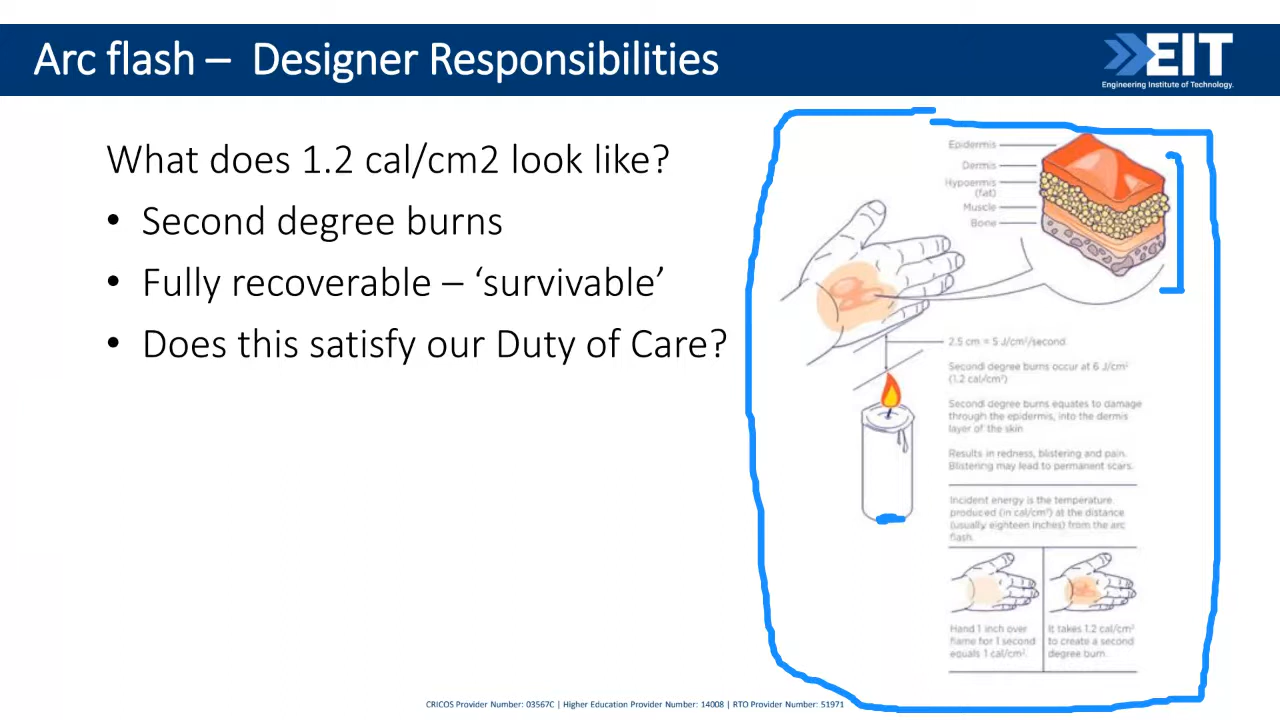 Arc flash – Designer Responsibilities
EIT
Engineering Institute of Technology.
What does 1.2 cal/cm2 look like?
• Second degree burns
• Fully recoverable – ‘survivable’
• Does this satisfy our Duty of Care?
Epidermis
Dermis
Hypoermis
(fat)
Muscle
Bone
2.5 cm = 5 J/cm²/second
Second degree burns occur at 6 J/cm²
(1.2 cal/cm²)
Second degree burns equates to damage
through the epidermis, into the dermis
layer of the skin
Results in redness, blistering and pain.
Blistering may lead to permanent scars.
Incident energy is the temperature
produced (in cal/cm²) at the distance
(usually eighteen inches) from the arc
flash.
Hand 1 inch over
flame for 1 second
equals 1 cal/cm².
It takes 1.2 cal/cm²
to create a second
degree burn.
CRICOS Provider Number: 03567C | Higher Education Provider Number: 14008 | RTO Provider Number: 51971